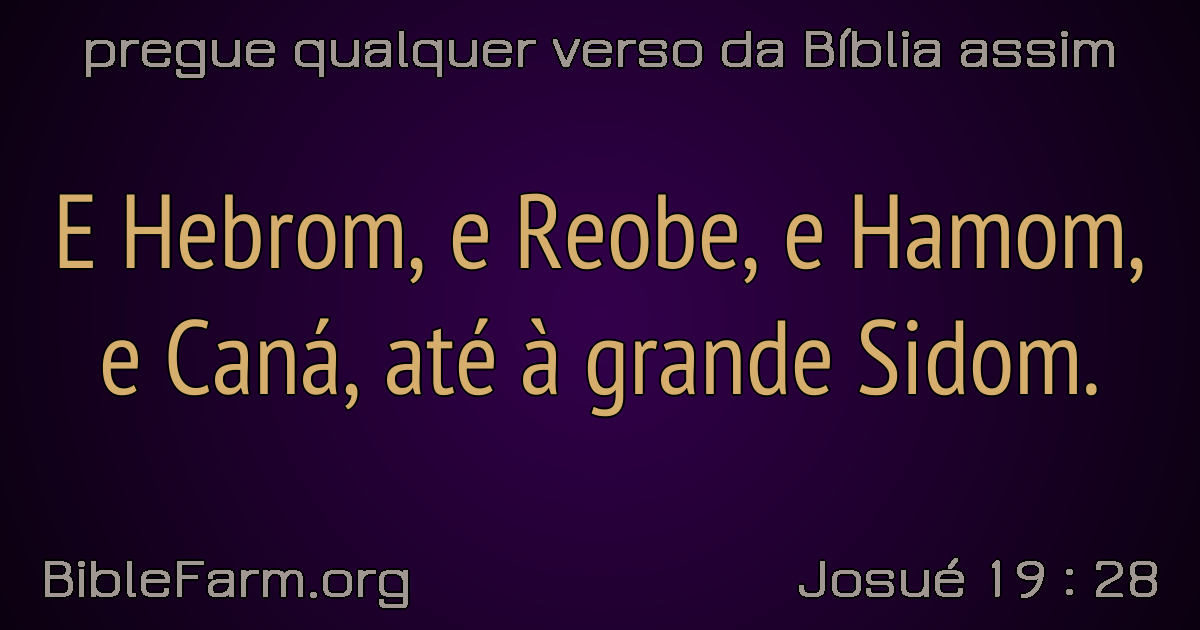 pregue qualquer verso da Bíblia assim
E Hebrom, e Reobe, e Hamom,
e Caná, até à grande Sidom.
BibleFarm.org
Josué 19 : 28